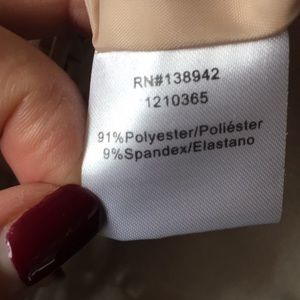 RN#138942
1210365
91%Polyester/Poliéster
9%Spandex/Elastano